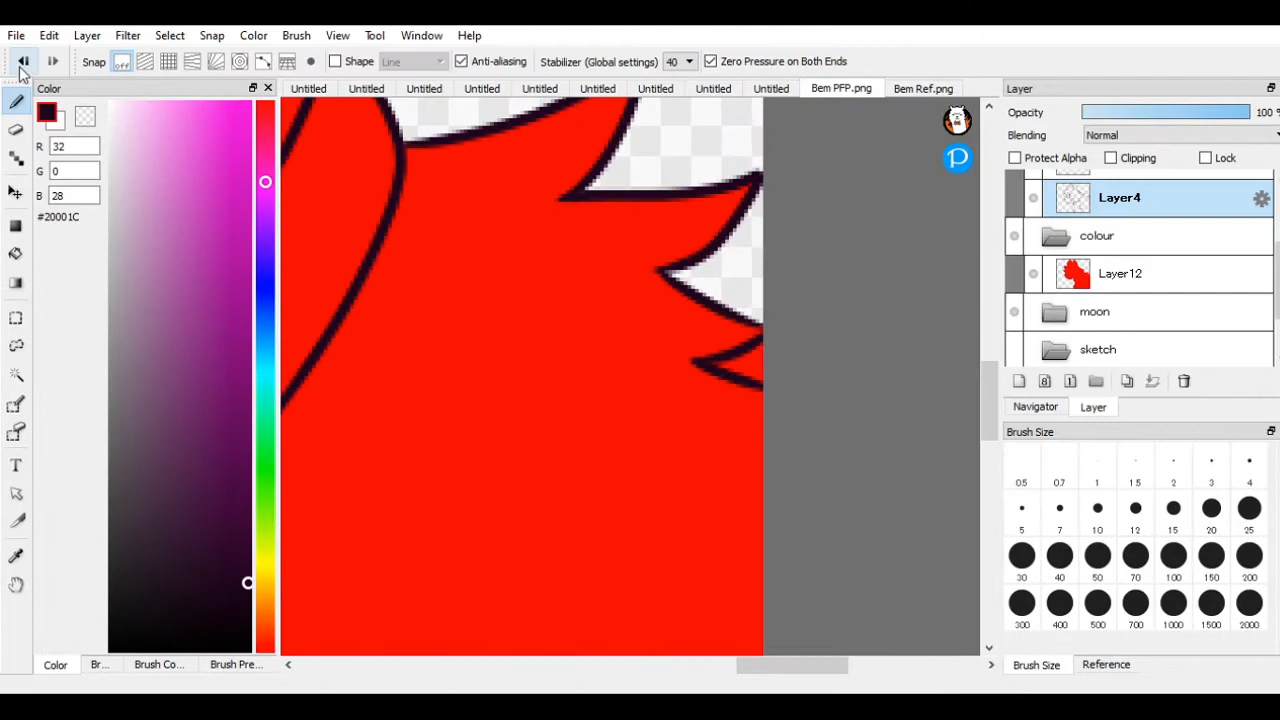 File Edit Layer Filter Select Snap Color Brush View Tool Window Help
Snap off Shape Line Anti-aliasing Stabilizer (Global settings) 40 Zero Pressure on Both Ends
Color
Untitled Untitled Untitled Untitled Untitled Untitled Untitled Untitled Untitled Bem PFP.png Bem Ref.png
Layer
R 32
G 0
B 28
#20001C
Opacity 100 %
Blending Normal
Protect Alpha Clipping Lock
Layer4
colour
Layer12
moon
sketch
8 1
Navigator Layer
Brush Size
0.5 0.7 1 1.5 2 3 4
5 7 10 12 15 20 25
30 40 50 70 100 150 200
300 400 500 700 1000 1500 2000
T
Color Br... Brush Co... Brush Pre...
Brush Size Reference